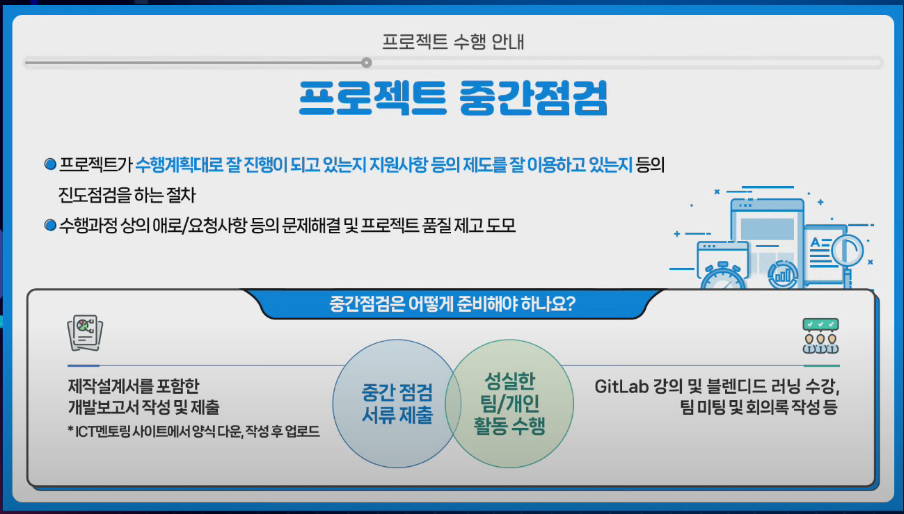 프로젝트 수행 안내
프로젝트 중간점검
프로젝트가 수행계획대로 잘 진행이 되고 있는지 지원사항 등의 제도를 잘 이용하고 있는지 등의
진도점검을 하는 절차
수행과정 상의 애로/요청사항 등의 문제해결 및 프로젝트 품질 제고 도모
중간점검은 어떻게 준비해야 하나요?
제작설계서를 포함한
개발보고서 작성 및 제출
* ICT멘토링 사이트에서 양식 다운, 작성 후 업로드
중간 점검
서류 제출
성실한
팀/개인
활동 수행
GitLab 강의 및 블렌디드 러닝 수강,
팀 미팅 및 회의록 작성 등